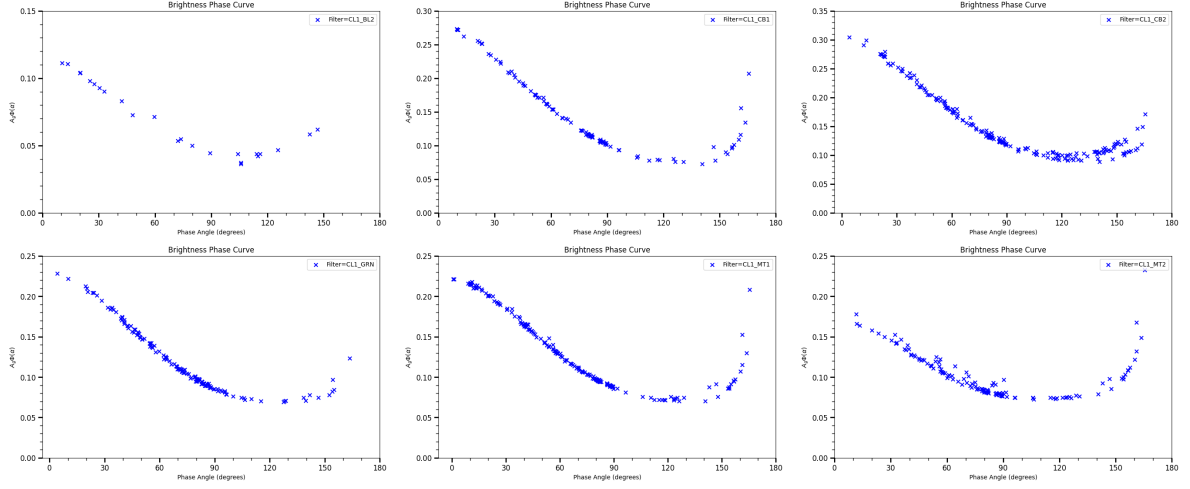 Brightness Phase Curve
Filter=CL1_BL2
0.15
0.10
0.05
0.00
AgΦ(α)
0 30 60 90 120 150 180
Phase Angle (degrees)
Brightness Phase Curve
Filter=CL1_CB1
0.30
0.25
0.20
0.15
0.10
0.05
0.00
AgΦ(α)
0 30 60 90 120 150 180
Phase Angle (degrees)
Brightness Phase Curve
Filter=CL1_CB2
0.35
0.30
0.25
0.20
0.15
0.10
0.05
0.00
AgΦ(α)
0 30 60 90 120 150 180
Phase Angle (degrees)
Brightness Phase Curve
Filter=CL1_GRN
0.25
0.20
0.15
0.10
0.05
0.00
AgΦ(α)
0 30 60 90 120 150 180
Phase Angle (degrees)
Brightness Phase Curve
Filter=CL1_MT1
0.25
0.20
0.15
0.10
0.05
0.00
AgΦ(α)
0 30 60 90 120 150 180
Phase Angle (degrees)
Brightness Phase Curve
Filter=CL1_MT2
0.25
0.20
0.15
0.10
0.05
0.00
AgΦ(α)
0 30 60 90 120 150 180
Phase Angle (degrees)